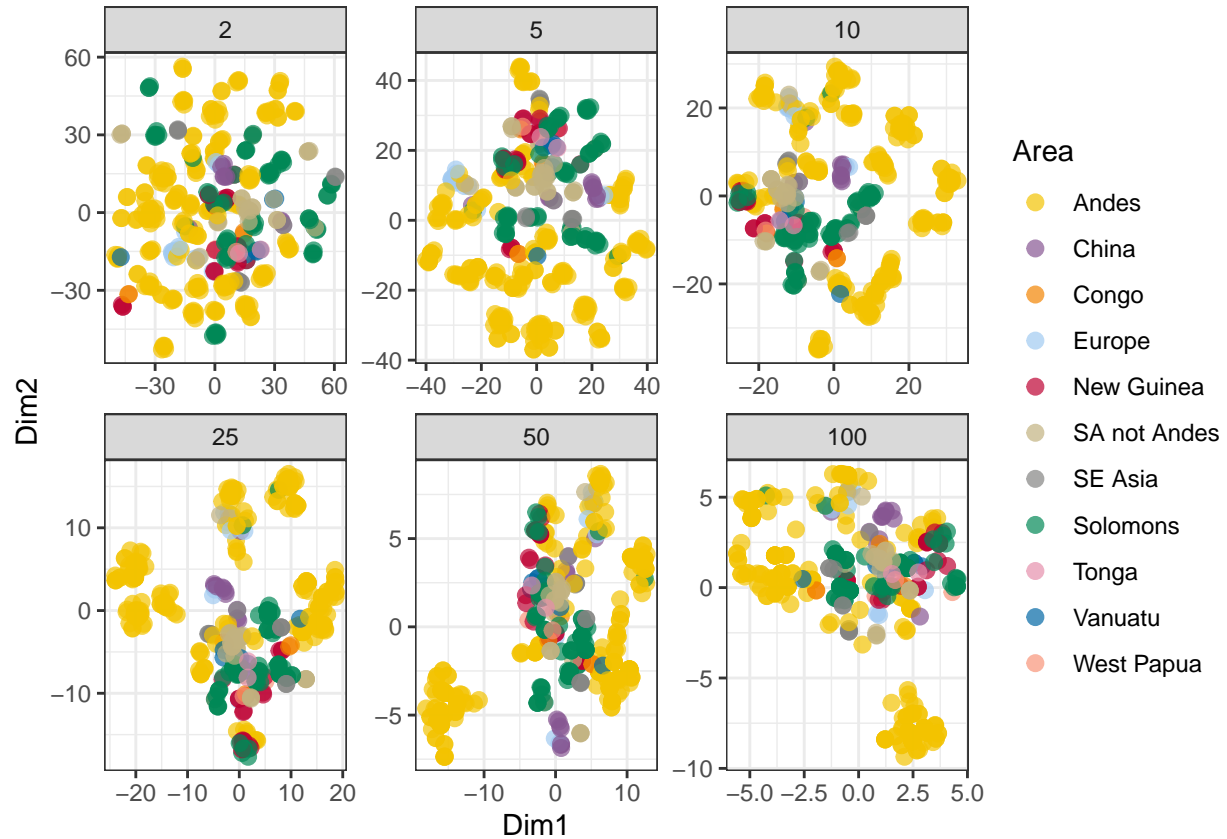 2 5 10
60
30
0
−30
−30 0 30 60
40
20
0
−20
−40
−40 −20 0 20 40
20
0
−20
−20 0 20
25 50 100
10
0
−10
−20 −10 0 10 20
5
0
−5
−10 0 10
5
0
−5
−10
−5.0 −2.5 0.0 2.5 5.0
Dim2
Dim1
Area
Andes
China
Congo
Europe
New Guinea
SA not Andes
SE Asia
Solomons
Tonga
Vanuatu
West Papua